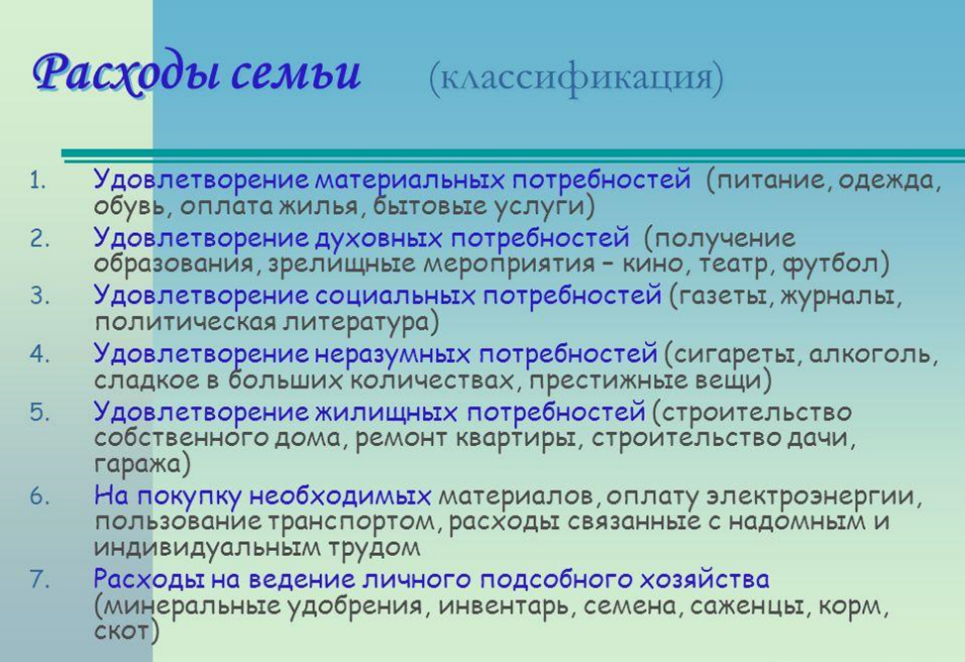 Расходы семьи (классификация)
1. Удовлетворение материальных потребностей (питание, одежда,
обувь, оплата жилья, бытовые услуги)
2. Удовлетворение духовных потребностей (получение
образования, зрелищные мероприятия – кино, театр, футбол)
3. Удовлетворение социальных потребностей (газеты, журналы,
политическая литература)
4. Удовлетворение неразумных потребностей (сигареты, алкоголь,
сладкое в больших количествах, престижные вещи)
5. Удовлетворение жилищных потребностей (строительство
собственного дома, ремонт квартиры, строительство дачи,
гаража)
6. На покупку необходимых материалов, оплату электроэнергии,
пользование транспортом, расходы связанные с надомным и
индивидуальным трудом
7. Расходы на ведение личного подсобного хозяйства
(минеральные удобрения, инвентарь, семена, саженцы, корм,
скот)